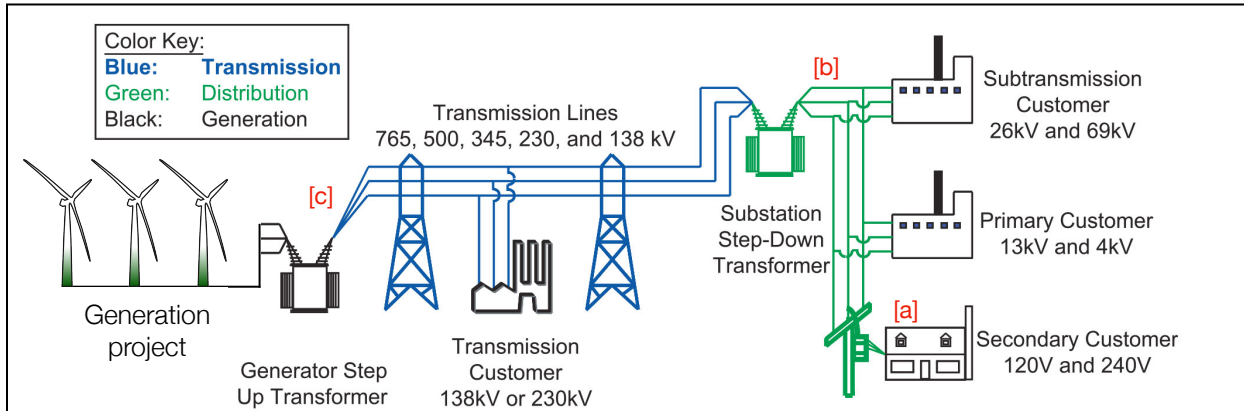 Color Key:
Blue: Transmission
Green: Distribution
Black: Generation
Transmission Lines
765, 500, 345, 230, and 138 kV
[b]
Subtransmission
Customer
26kV and 69kV
[c]
Substation
Step-Down
Transformer
Primary Customer
13kV and 4kV
Generation
project
Generator Step
Up Transformer
Transmission
Customer
138kV or 230kV
[a]
Secondary Customer
120V and 240V